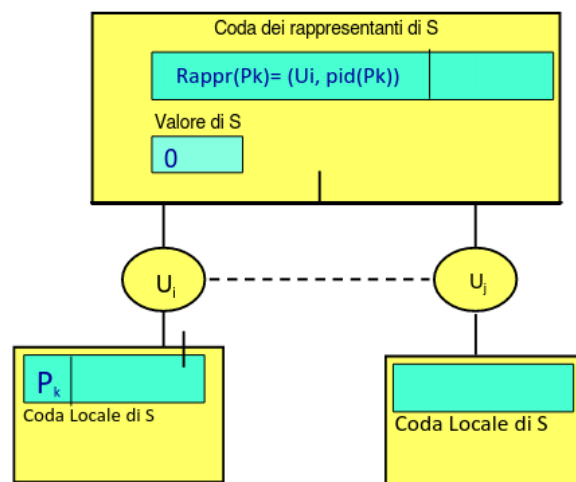 Coda dei rappresentanti di S
Rappr(Pk)= (Ui, pid(Pk))
Valore di S
0
Ui
Uj
Pk
Coda Locale di S
Coda Locale di S